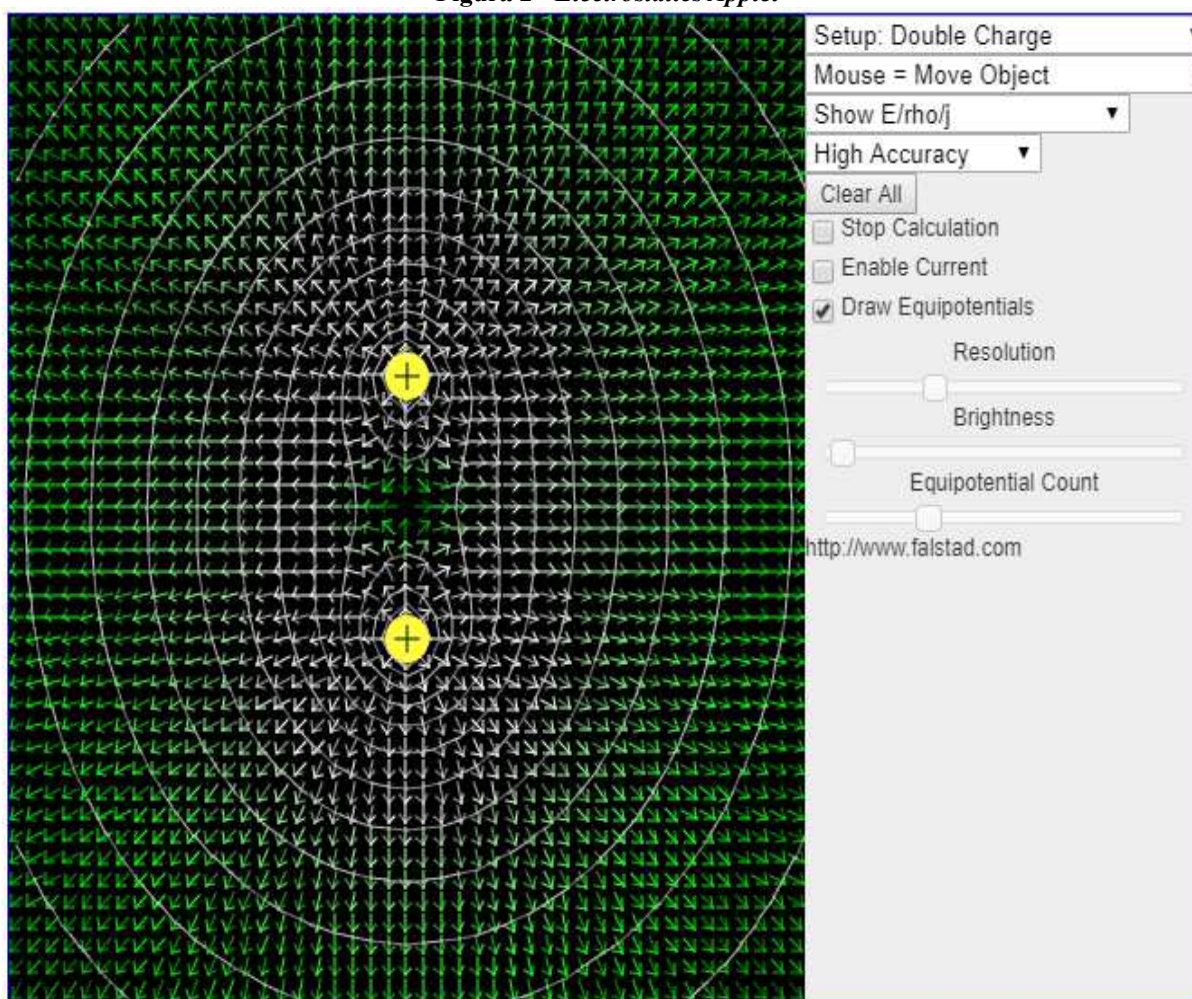 Setup: Double Charge
Mouse = Move Object
Show E/rho/j
High Accuracy
Clear All
Stop Calculation
Enable Current
Draw Equipotentials
Resolution
Brightness
Equipotential Count
http://www.falstad.com